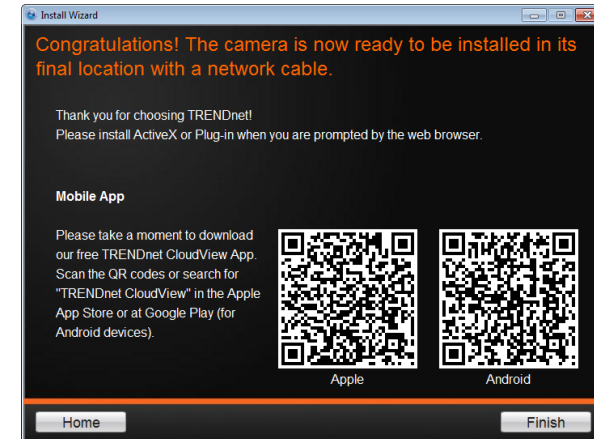 Install Wizard
Congratulations! The camera is now ready to be installed in its
final location with a network cable.
Thank you for choosing TRENDnet!
Please install ActiveX or Plug-in when you are prompted by the web browser.
Mobile App
Please take a moment to download
our free TRENDnet CloudView App.
Scan the QR codes or search for
"TRENDnet CloudView" in the Apple
App Store or at Google Play (for
Android devices).
Apple
Android
Home
Finish